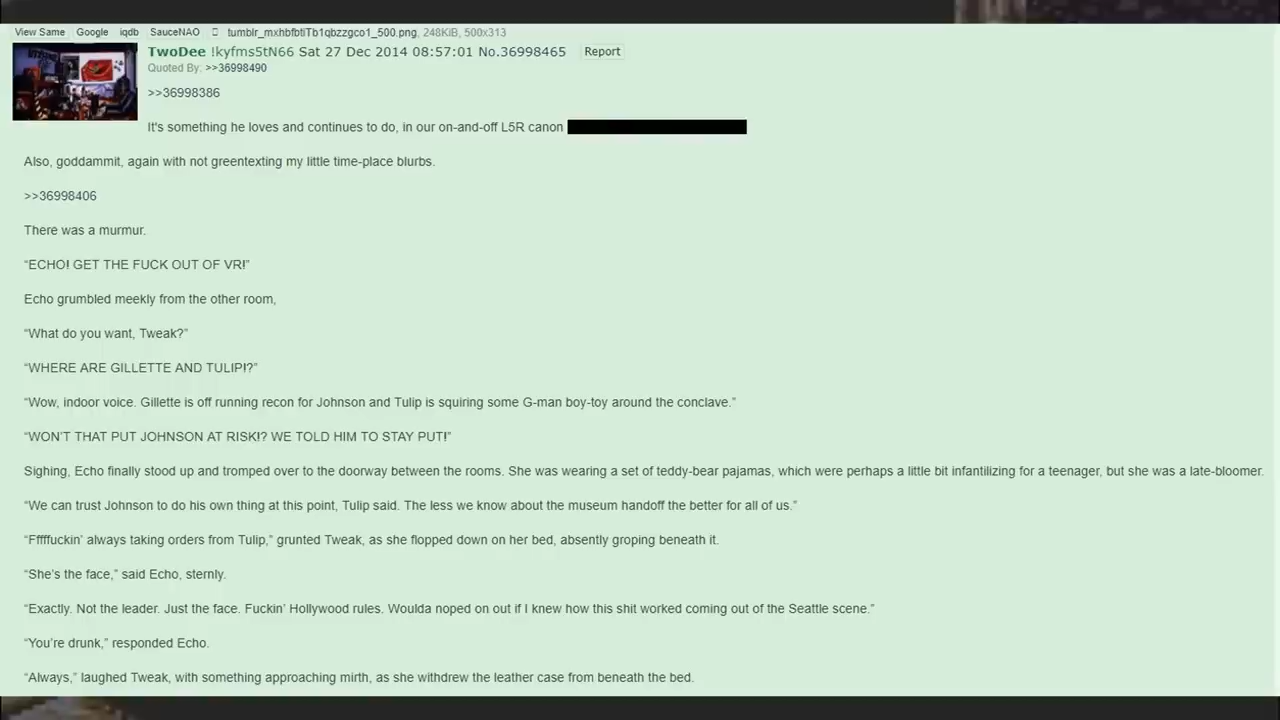 View Same Google iqdb SauceNAO tumblr_mxhbfbtiTb1qbzzgco1_500.png, 248KiB, 500x313
TwoDee !kyfms5tN66 Sat 27 Dec 2014 08:57:01 No.36998465 Report
Quoted By: >>36998490
>>36998386
It's something he loves and continues to do, in our on-and-off L5R canon
Also, goddammit, again with not greentexting my little time-place blurbs.
>>36998406
There was a murmur.
“ECHO! GET THE FUCK OUT OF VR!”
Echo grumbled meekly from the other room,
“What do you want, Tweak?”
“WHERE ARE GILLETTE AND TULIP!?”
“Wow, indoor voice. Gillette is off running recon for Johnson and Tulip is squiring some G-man boy-toy around the conclave.”
“WON’T THAT PUT JOHNSON AT RISK!? WE TOLD HIM TO STAY PUT!”
Sighing, Echo finally stood up and tromped over to the doorway between the rooms. She was wearing a set of teddy-bear pajamas, which were perhaps a little bit infantilizing for a teenager, but she was a late-bloomer.
“We can trust Johnson to do his own thing at this point, Tulip said. The less we know about the museum handoff the better for all of us.”
“Fffffuckin’ always taking orders from Tulip,” grunted Tweak, as she flopped down on her bed, absently groping beneath it.
“She’s the face,” said Echo, sternly.
“Exactly. Not the leader. Just the face. Fuckin’ Hollywood rules. Woulda noped on out if I knew how this shit worked coming out of the Seattle scene.”
“You’re drunk,” responded Echo.
“Always,” laughed Tweak, with something approaching mirth, as she withdrew the leather case from beneath the bed.